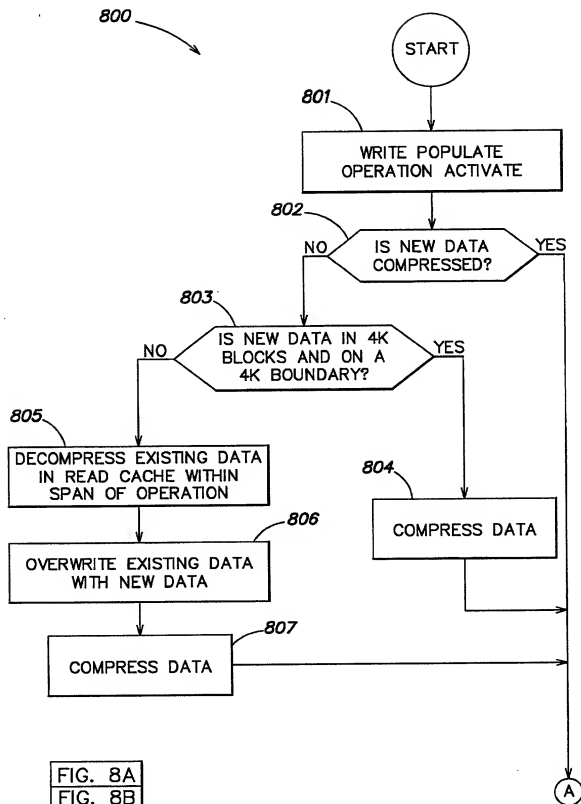 800
START
801
WRITE POPULATE
OPERATION ACTIVATE
802
NO
IS NEW DATA
COMPRESSED?
YES
803
NO
IS NEW DATA IN 4K
BLOCKS AND ON A
4K BOUNDARY?
YES
805
DECOMPRESS EXISTING DATA
IN READ CACHE WITHIN
SPAN OF OPERATION
804
COMPRESS DATA
806
OVERWRITE EXISTING DATA
WITH NEW DATA
807
COMPRESS DATA
FIG. 8A
FIG. 8B
A